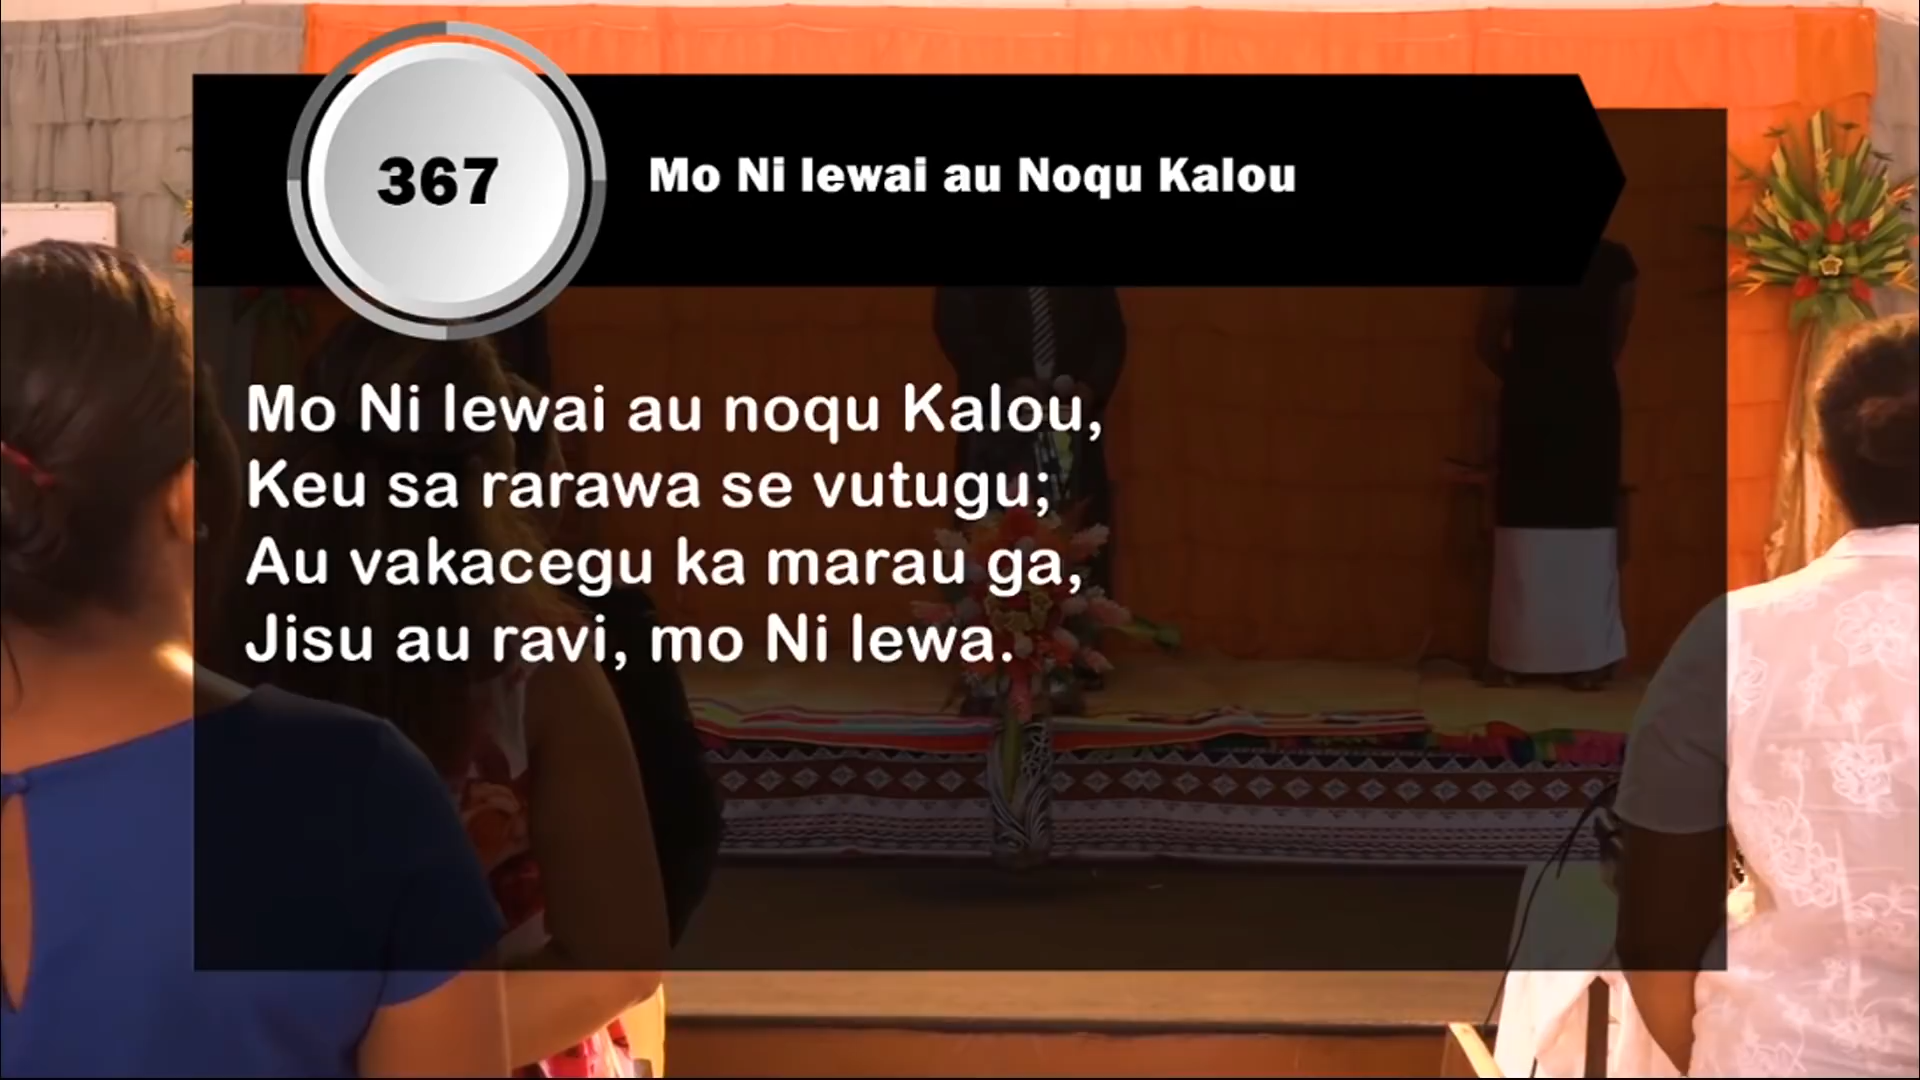 367
Mo Ni lewai au Noqu Kalou
Mo Ni lewai au noqu Kalou,
Keu sa rarawa se vutugu;
Au vakacegu ka marau ga,
Jisu au ravi, mo Ni lewa.